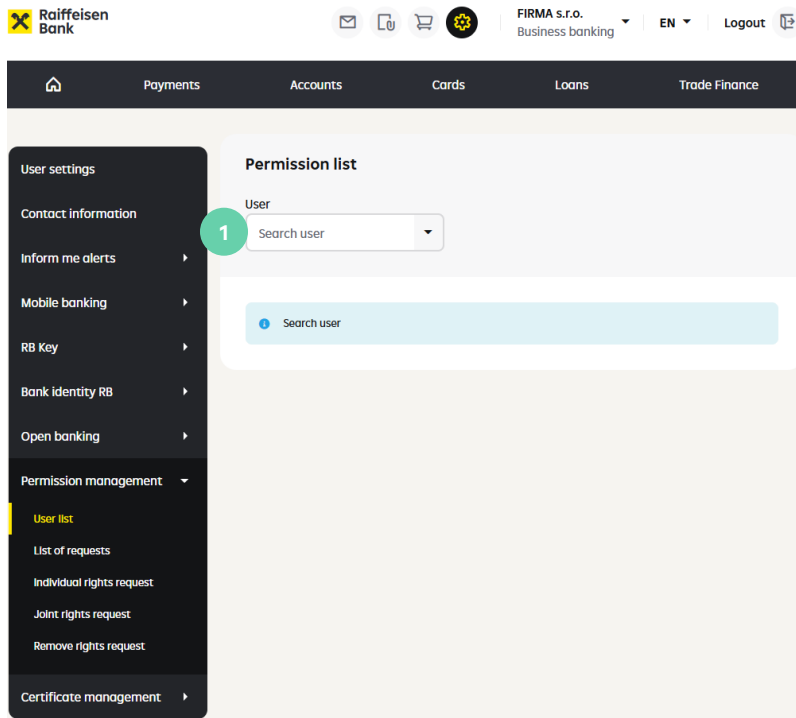 Raiffeisen
Bank
FIRMA s.r.o.
Business banking
EN
Logout
Payments
Accounts
Cards
Loans
Trade Finance
User settings
Contact information
Inform me alerts
Mobile banking
RB Key
Bank identity RB
Open banking
Permission management
User list
List of requests
Individual rights request
Joint rights request
Remove rights request
Certificate management
Permission list
User
1
Search user
Search user